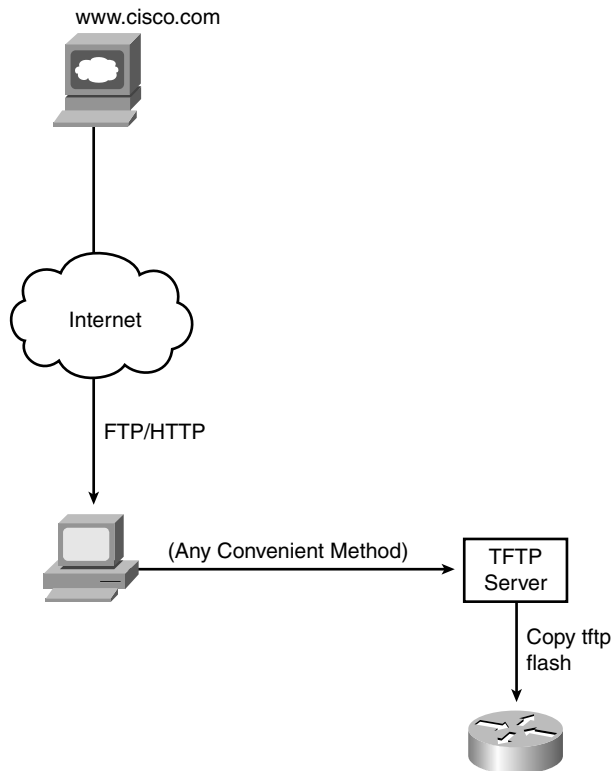 www.cisco.com
Internet
FTP/HTTP
(Any Convenient Method)
TFTP
Server
Copy tftp
flash